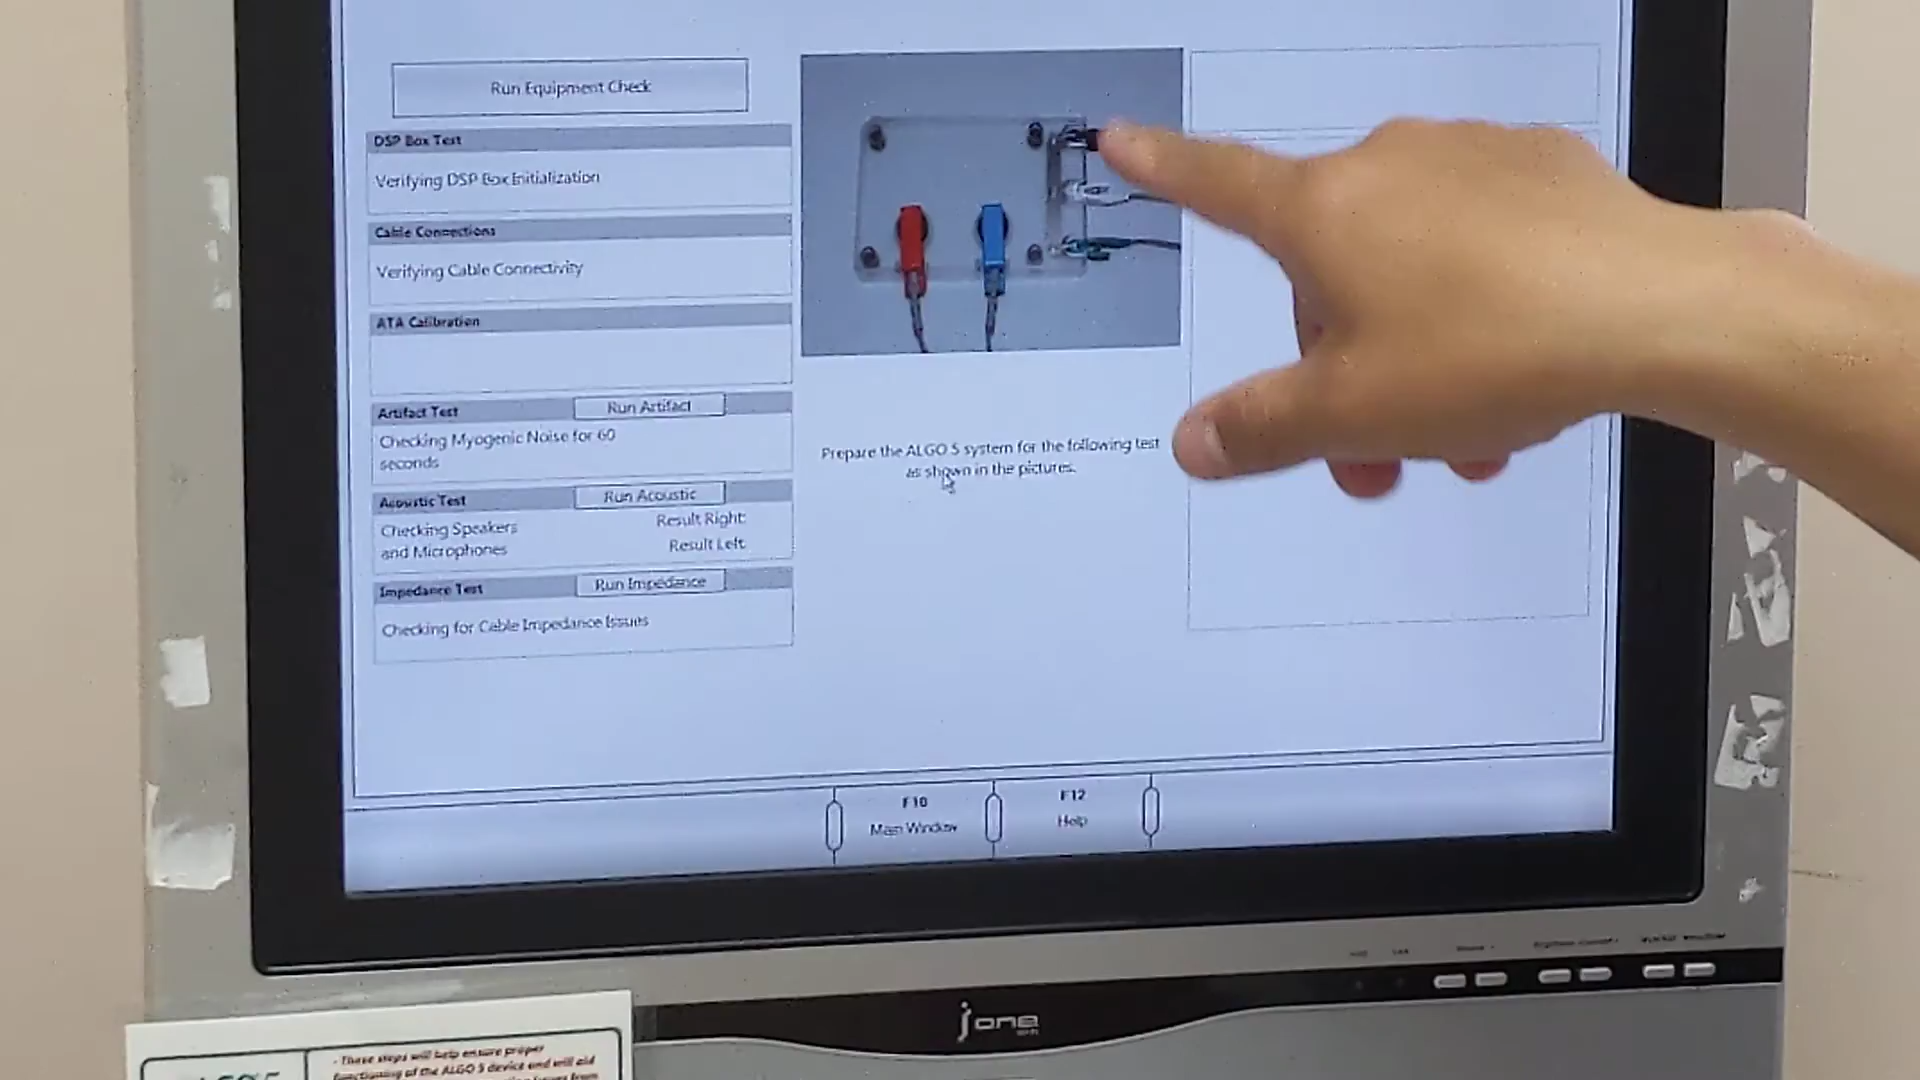 Run Equipment Check
DSP Box Test
Verifying DSP Box Initialization
Cable Connections
Verifying Cable Connectivity
ATA Calibration
Artifact Test
Run Artifact
Checking Myogenic Noise for 60
seconds
Acoustic Test
Run Acoustic
Checking Speakers
and Microphones
Result Right:
Result Left:
Impedance Test
Run Impedance
Checking for Cable Impedance Issues
Prepare the ALGO 5 system for the following test
as shown in the pictures.
F10
Main Window
F12
Help
jone
ALGO 5
- These steps will help ensure proper
functioning of the ALGO 5 device and will aid
issues from